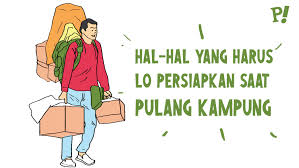 P!
HAL-HAL YANG HARUS
LO PERSIAPKAN SAAT
PULANG KAMPUNG